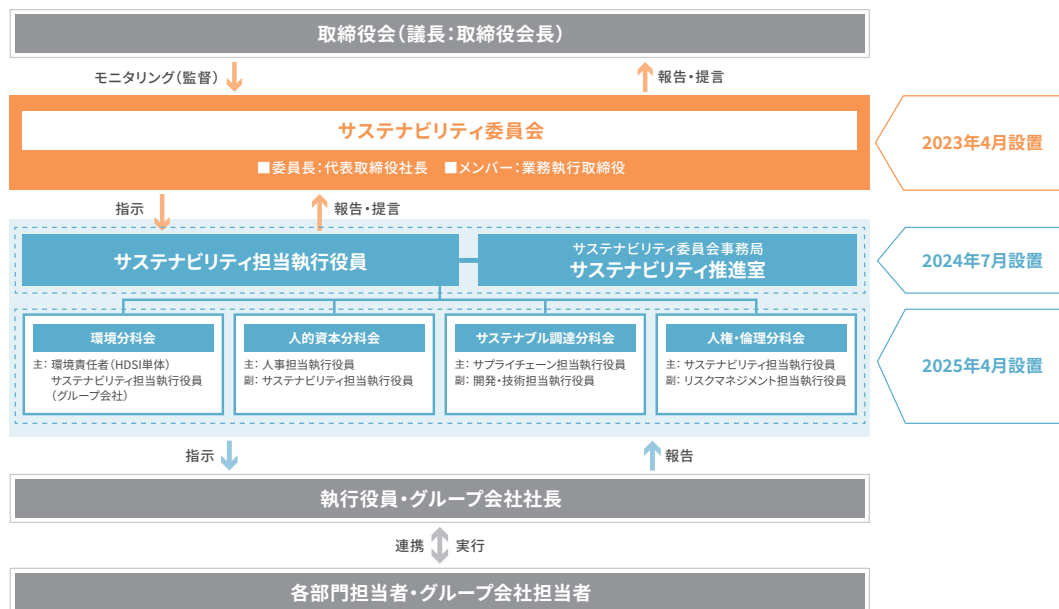 取締役会（議長：取締役会長）
モニタリング（監督）
報告・提言
サステナビリティ委員会
■委員長：代表取締役社長　■メンバー：業務執行取締役
2023年4月設置
指示
報告・提言
サステナビリティ担当執行役員
サステナビリティ委員会事務局
サステナビリティ推進室
2024年7月設置
環境分科会
主： 環境責任者（HDSI単体）
サステナビリティ担当執行役員
（グループ会社）
人的資本分科会
主： 人事担当執行役員
副： サステナビリティ担当執行役員
サステナブル調達分科会
主： サプライチェーン担当執行役員
副： 開発・技術担当執行役員
人権・倫理分科会
主： サステナビリティ担当執行役員
副： リスクマネジメント担当執行役員
2025年4月設置
指示
報告
執行役員・グループ会社社長
連携
実行
各部門担当者・グループ会社担当者